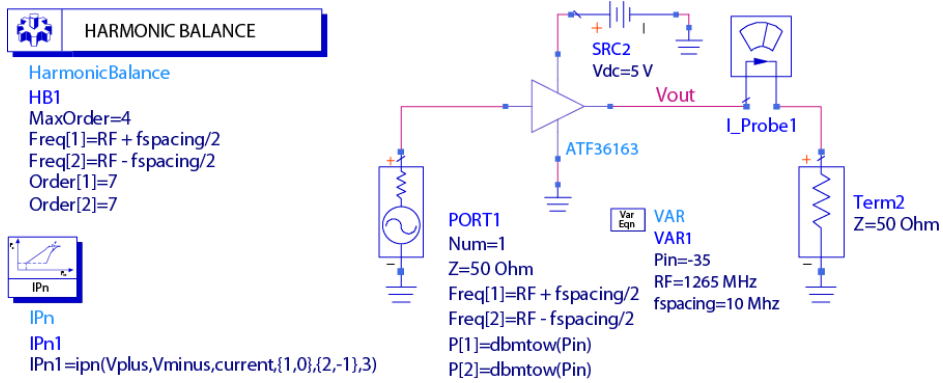 HARMONIC BALANCE
HarmonicBalance
HB1
MaxOrder=4
Freq[1]=RF + fspacing/2
Freq[2]=RF - fspacing/2
Order[1]=7
Order[2]=7
IPn
IPn
IPn1
IPn1=ipn(Vplus,Vminus,current,{1,0},{2,-1},3)
+
SRC2
Vdc=5 V
Vout
I_Probe1
ATF36163
+
PORT1
Num=1
Z=50 Ohm
Freq[1]=RF + fspacing/2
Freq[2]=RF - fspacing/2
P[1]=dbmtow(Pin)
P[2]=dbmtow(Pin)
Var
Eqn
VAR
VAR1
Pin=-35
RF=1265 MHz
fspacing=10 Mhz
+
Term2
Z=50 Ohm